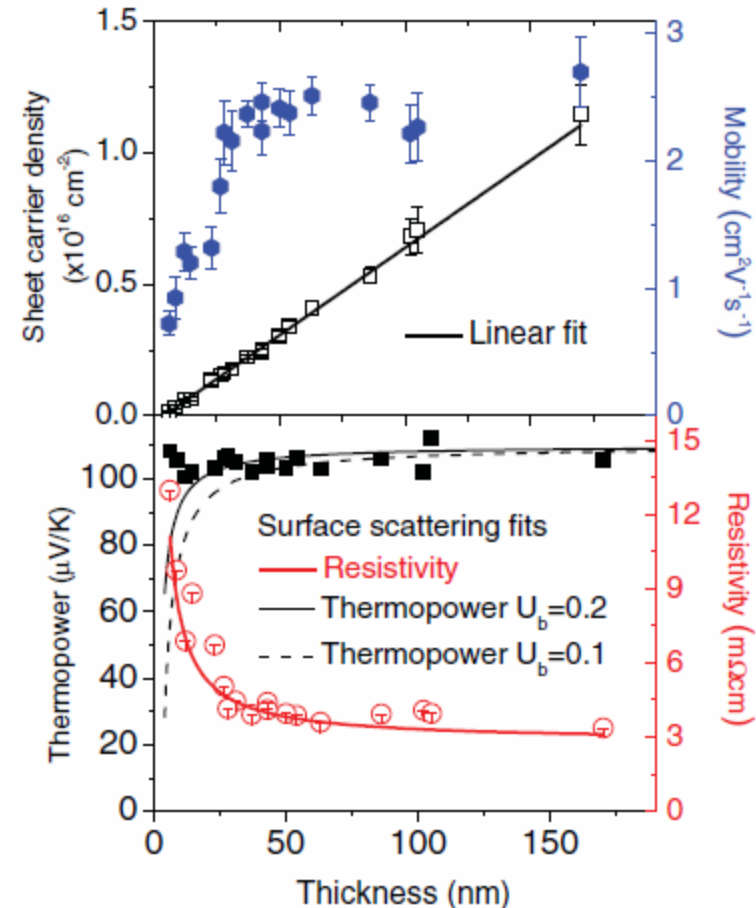 1.5
1.0
0.5
0.0
Sheet carrier density
(x10¹⁶ cm⁻²)
3
2
1
0
Mobility (cm²V⁻¹s⁻¹)
Linear fit
100
80
60
40
20
0
Thermopower (μV/K)
15
12
9
6
3
0
Resistivity (mΩcm)
Surface scattering fits
Resistivity
Thermopower U_b=0.2
Thermopower U_b=0.1
0 50 100 150
Thickness (nm)